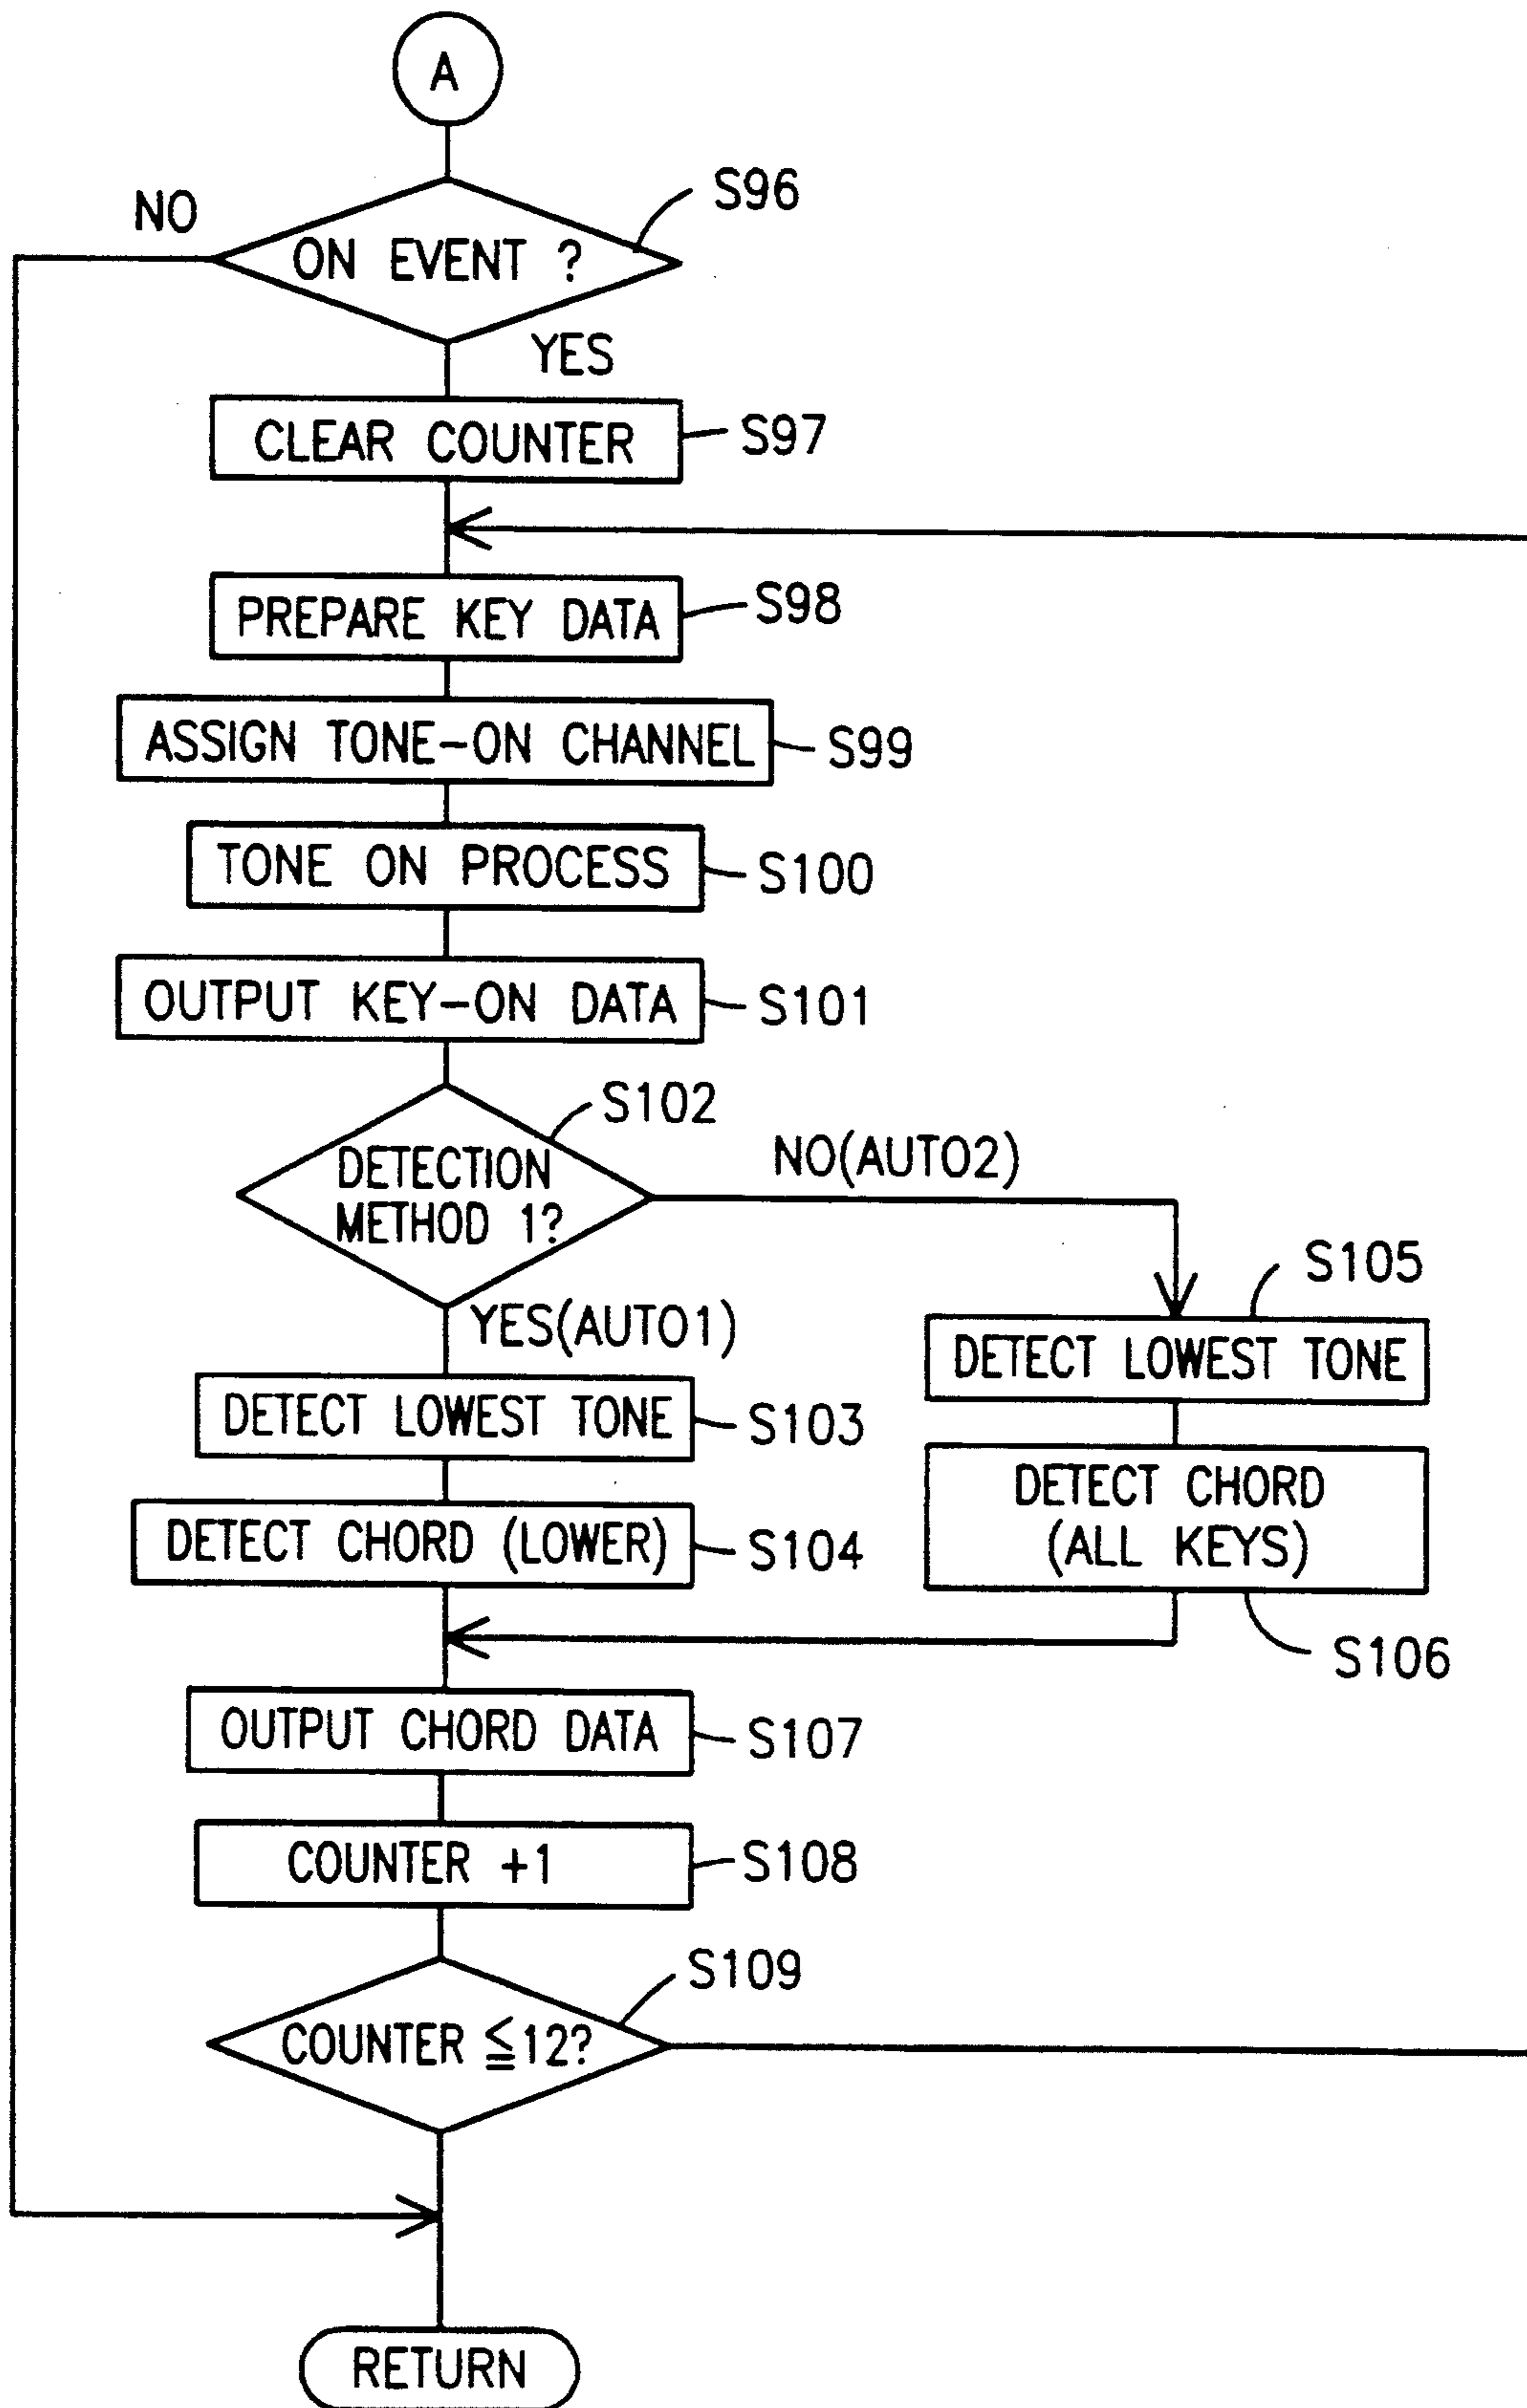 A
S96
NO
ON EVENT ?
YES
CLEAR COUNTER
S97
PREPARE KEY DATA
S98
ASSIGN TONE-ON CHANNEL
S99
TONE ON PROCESS
S100
OUTPUT KEY-ON DATA
S101
S102
DETECTION
METHOD 1?
NO(AUTO2)
YES(AUTO1)
S105
DETECT LOWEST TONE
DETECT LOWEST TONE
S103
DETECT CHORD
(ALL KEYS)
DETECT CHORD (LOWER)
S104
S106
OUTPUT CHORD DATA
S107
COUNTER +1
S108
S109
COUNTER ≦12?
RETURN